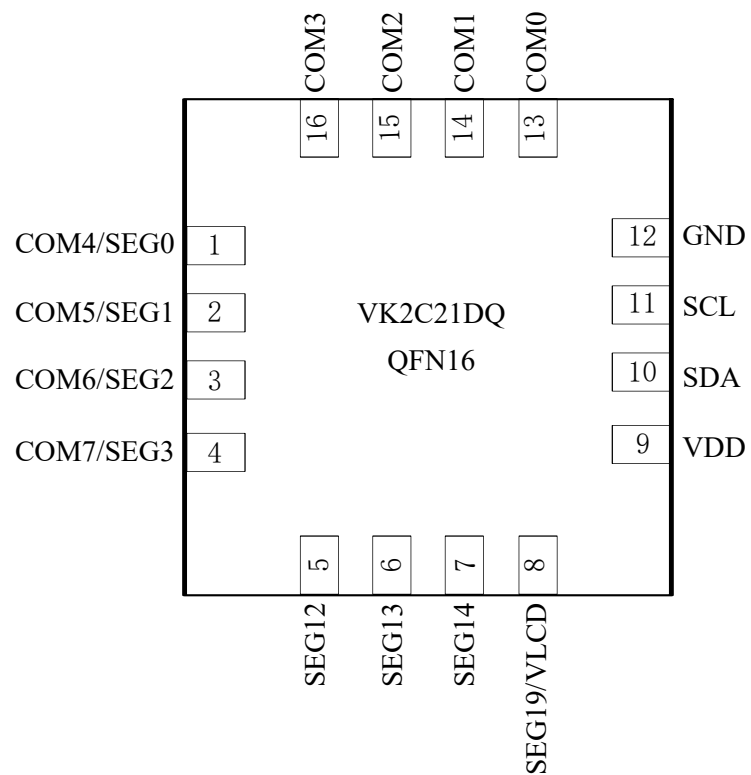 COM3
COM2
COM1
COM0
16
15
14
13
COM4/SEG0
1
12
GND
COM5/SEG1
2
VK2C21DQ
11
SCL
QFN16
COM6/SEG2
3
10
SDA
COM7/SEG3
4
9
VDD
5
6
7
8
SEG12
SEG13
SEG14
SEG19/VLCD